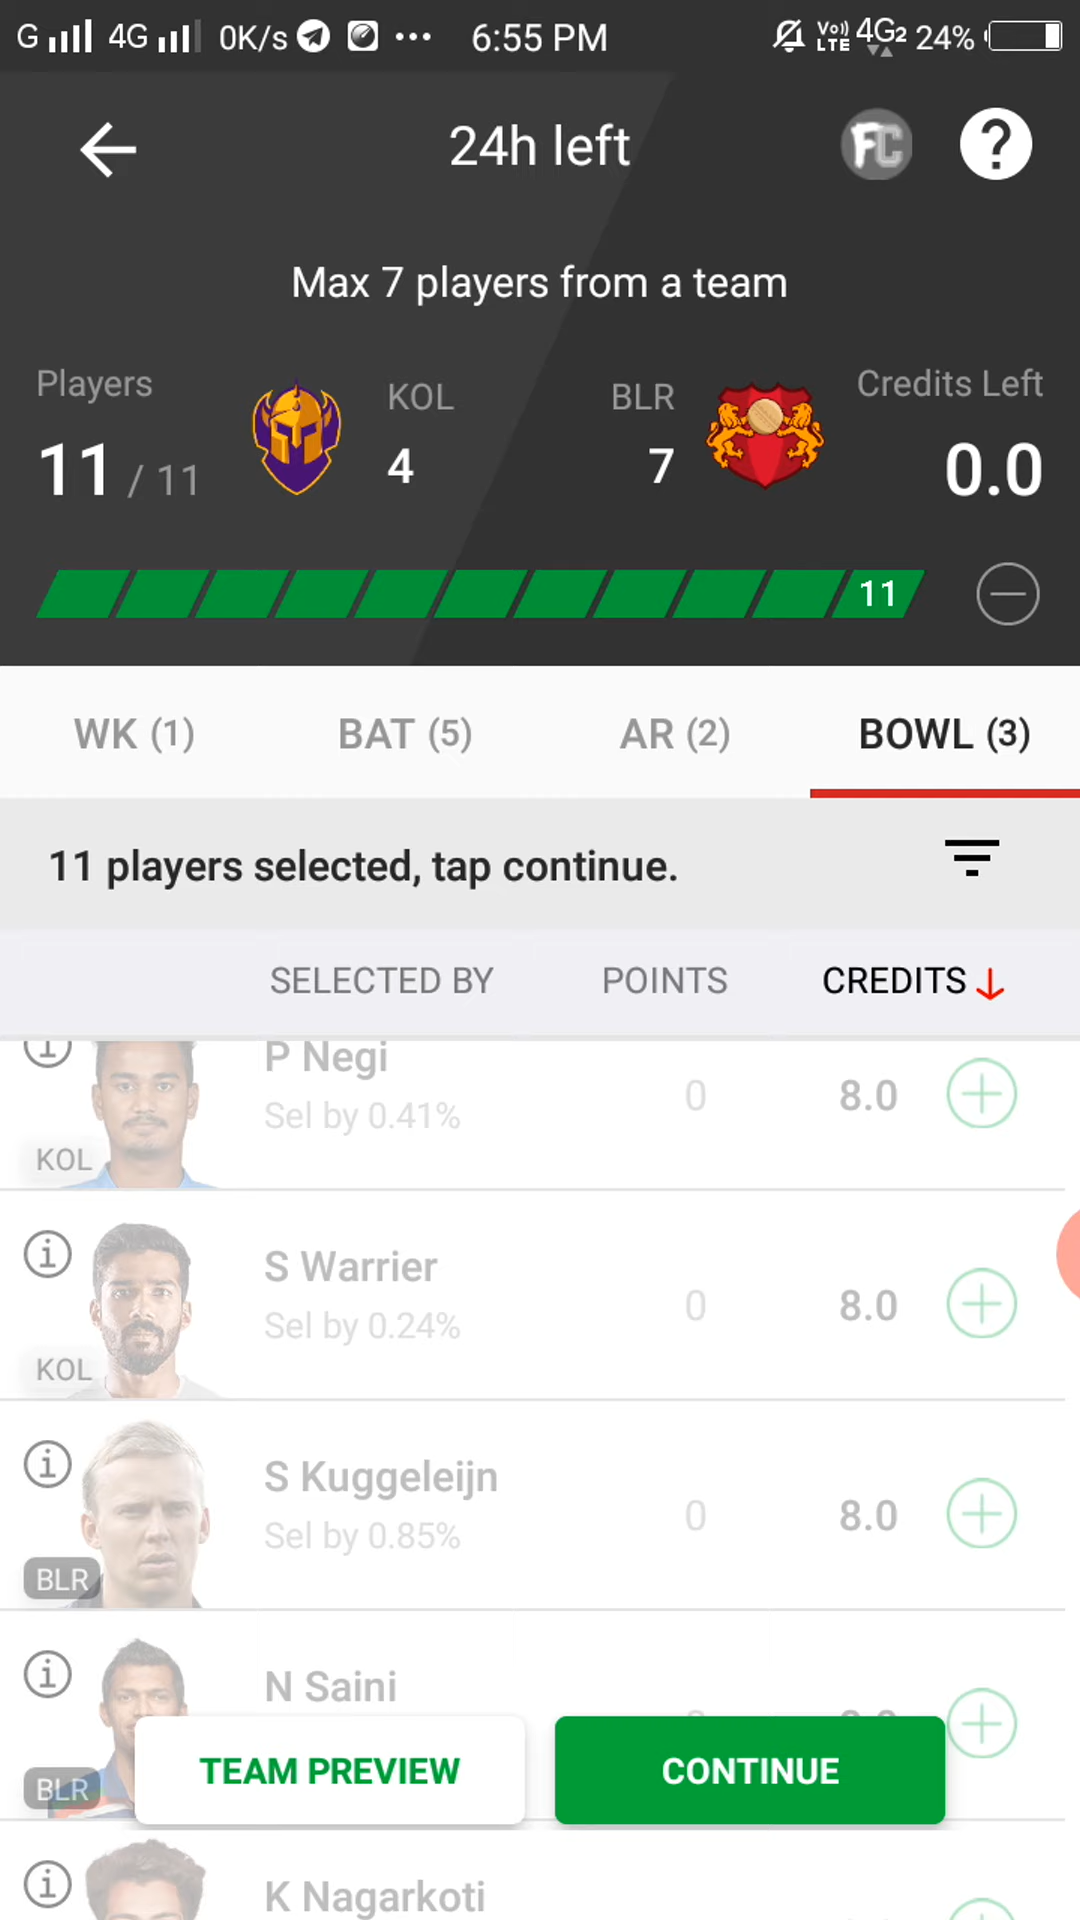 G 4G 0K/s ••• 6:55 PM Vo)) LTE 4G2 24%
24h left FC ?
Max 7 players from a team
Players KOL BLR Credits Left
11 / 11 4 7 0.0
11
WK (1) BAT (5) AR (2) BOWL (3)
11 players selected, tap continue.
SELECTED BY POINTS CREDITS
P Negi
Sel by 0.41% 0 8.0
KOL
S Warrier
Sel by 0.24% 0 8.0
KOL
S Kuggeleijn
Sel by 0.85% 0 8.0
BLR
N Saini
BLR
TEAM PREVIEW CONTINUE
K Nagarkoti